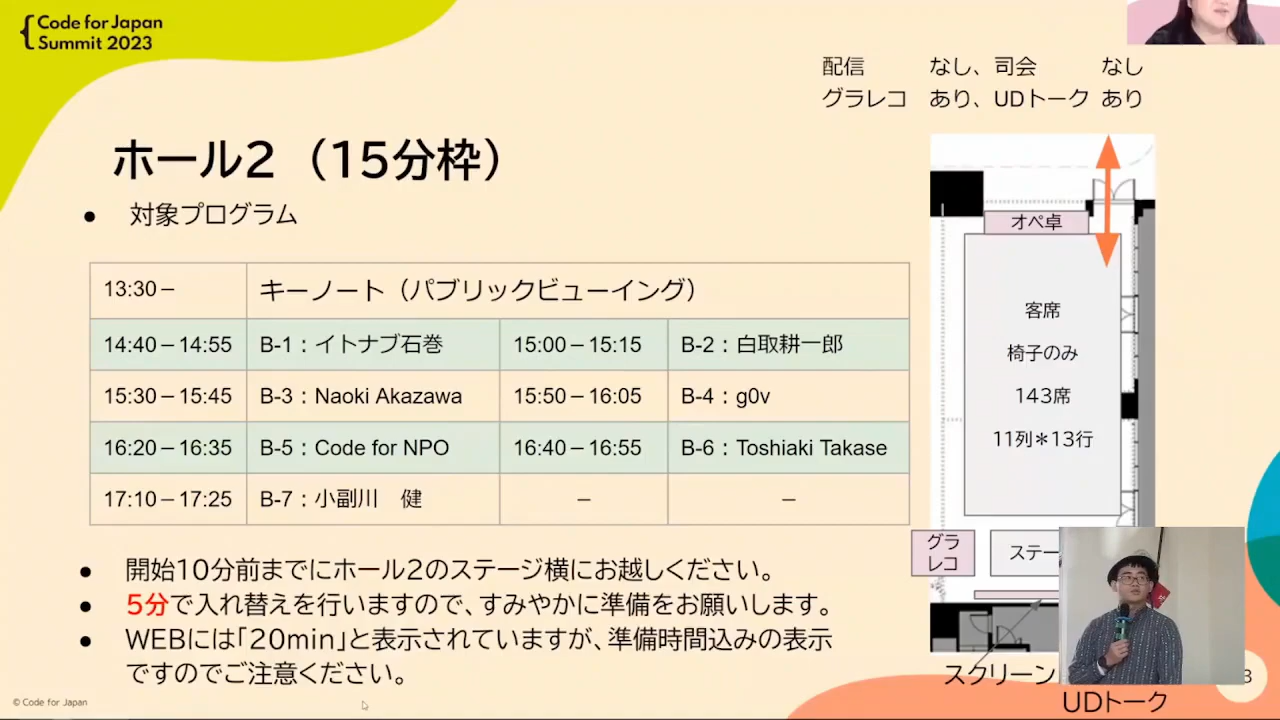 Code for Japan
Summit 2023
配信 なし、司会 なし
グラレコ あり、UDトーク あり
ホール2（15分枠）
● 対象プログラム
13:30－ キーノート（パブリックビューイング）
14:40－14:55 B-1：イトナブ石巻 15:00－15:15 B-2：白取耕一郎
15:30－15:45 B-3：Naoki Akazawa 15:50－16:05 B-4：g0v
16:20－16:35 B-5：Code for NPO 16:40－16:55 B-6：Toshiaki Takase
17:10－17:25 B-7：小副川　健 － －
● 開始10分前までにホール2のステージ横にお越しください。
● 5分で入れ替えを行いますので、すみやかに準備をお願いします。
● WEBには「20min」と表示されていますが、準備時間込みの表示
ですのでご注意ください。
オペ卓
客席
椅子のみ
143席
11列＊13行
グラ
レコ
ステー
スクリーン
UDトーク
3
© Code for Japan